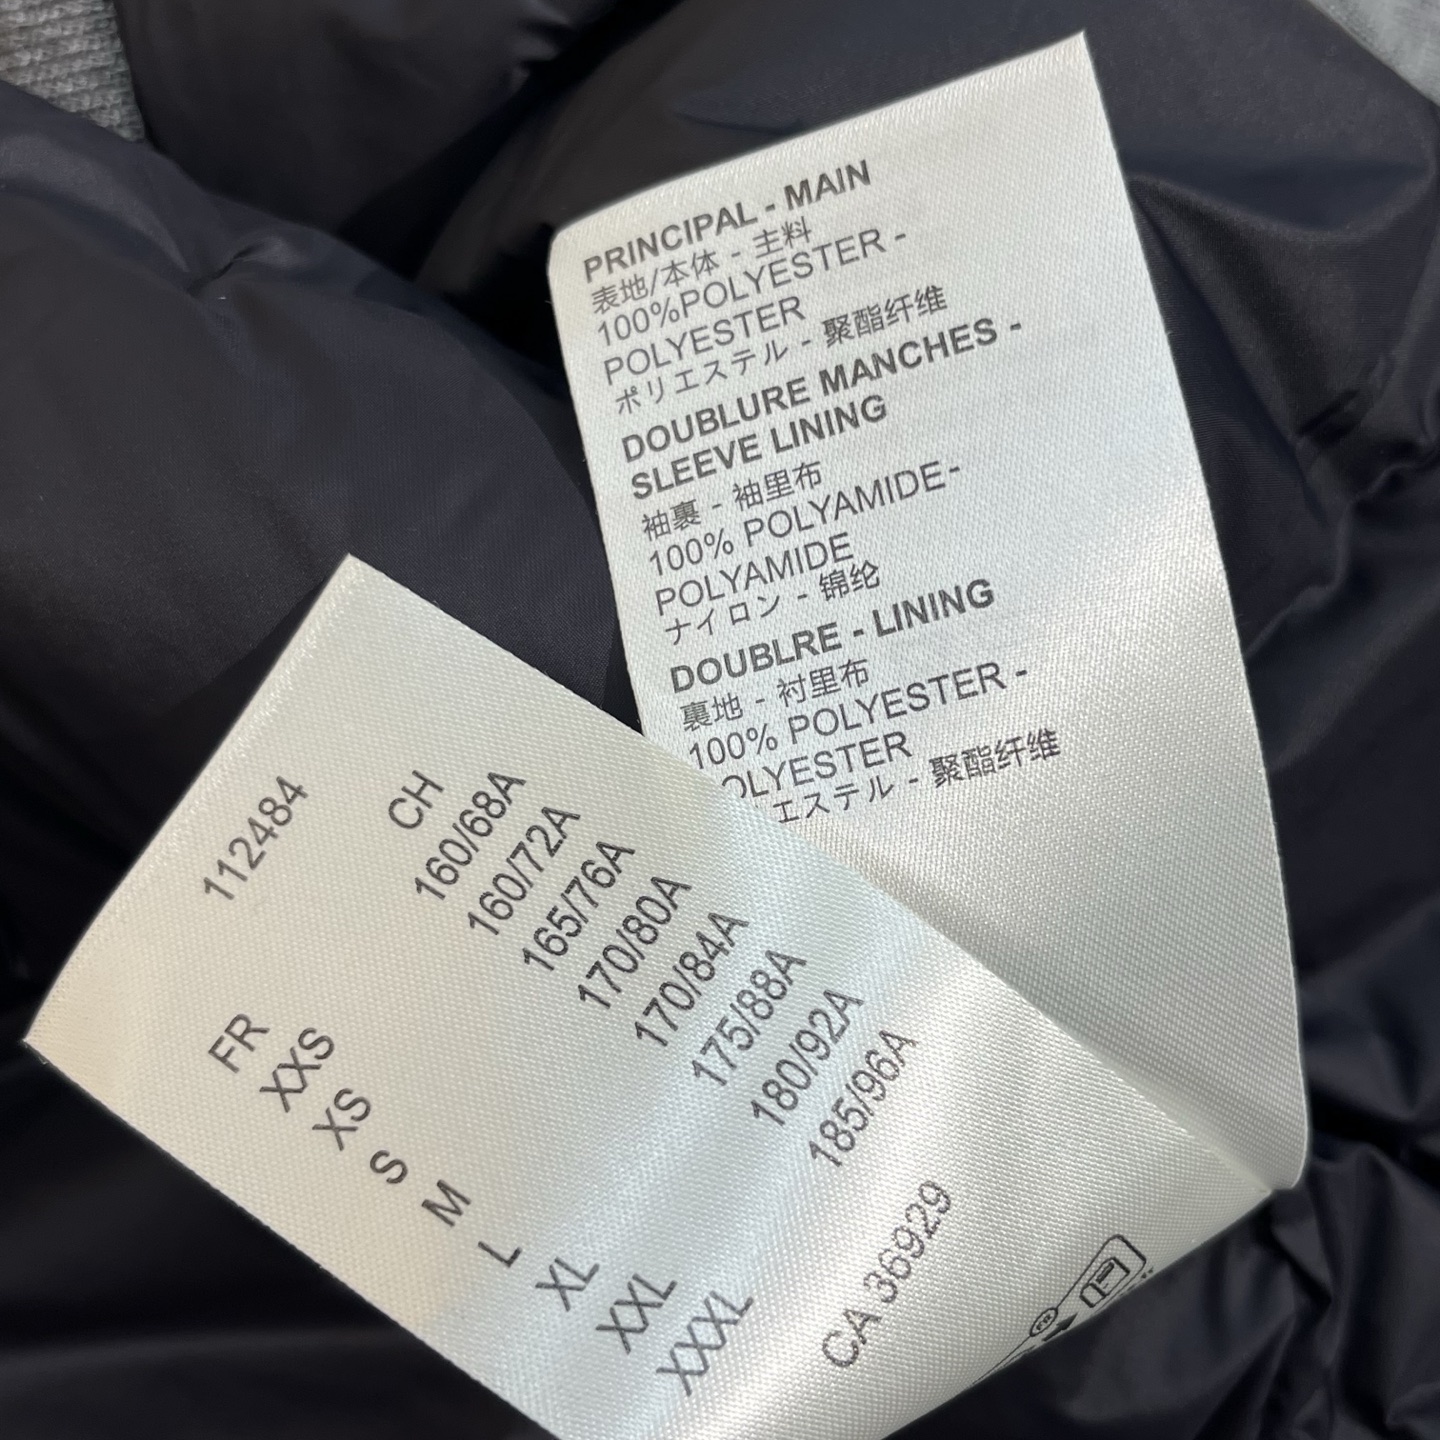 PRINCIPAL - MAIN
表地/本体 - 主料
100%POLYESTER -
POLYESTER
ポリエステル - 聚酯纤维
DOUBLURE MANCHES -
SLEEVE LINING
袖裏 - 袖里布
100% POLYAMIDE-
POLYAMIDE
ナイロン - 锦纶
DOUBLRE - LINING
裏地 - 衬里布
100% POLYESTER -
OLYESTER
エステル - 聚酯纤维
112484
FR CH
XXS 160/68A
XS 160/72A
S 165/76A
M 170/80A
L 170/84A
XL 175/88A
XXL 180/92A
XXXL 185/96A
CA 36929
FR